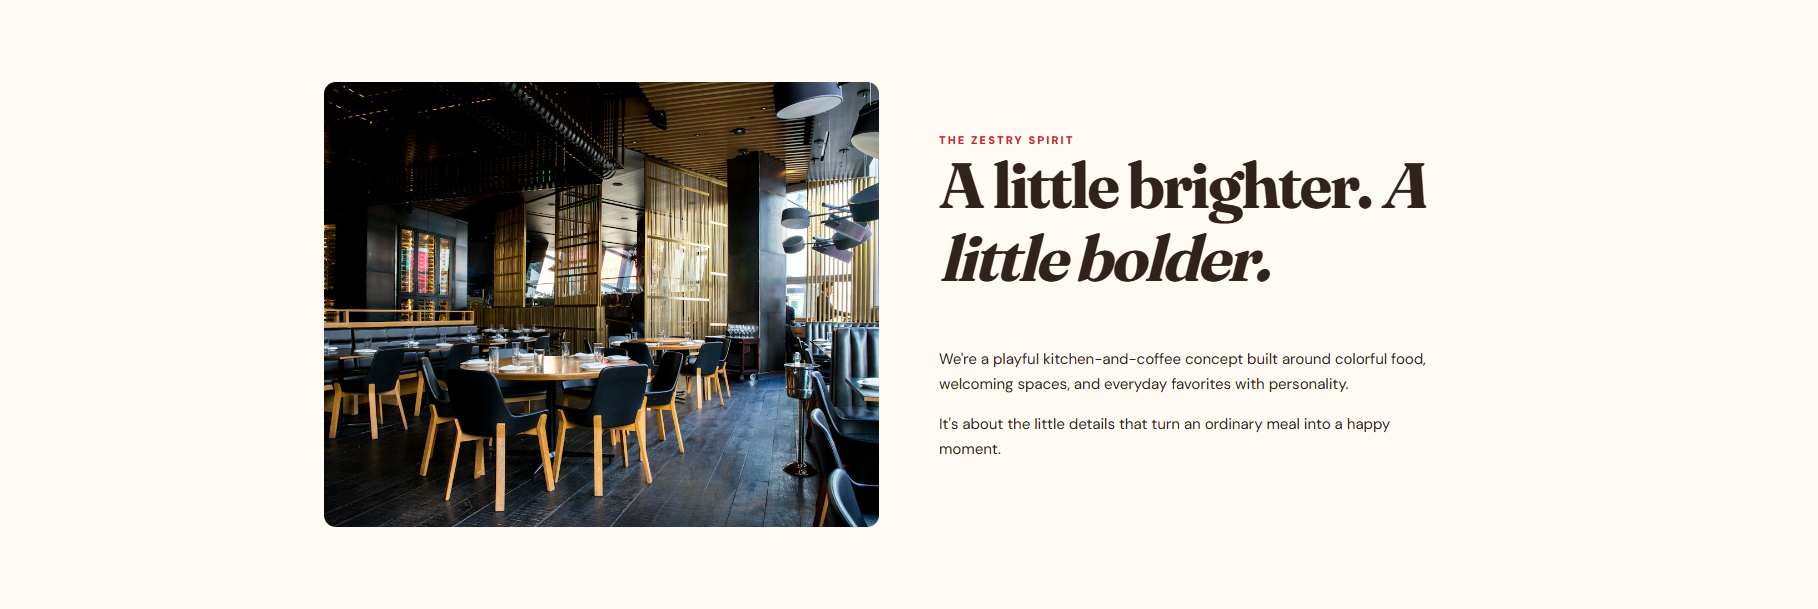 THE ZESTRY SPIRIT
A little brighter. A
little bolder.
We're a playful kitchen-and-coffee concept built around colorful food,
welcoming spaces, and everyday favorites with personality.
It's about the little details that turn an ordinary meal into a happy
moment.